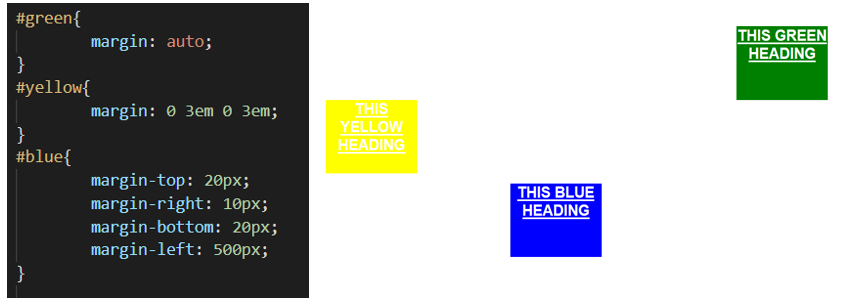 #green{
margin: auto;
}
#yellow{
margin: 0 3em 0 3em;
}
#blue{
margin-top: 20px;
margin-right: 10px;
margin-bottom: 20px;
margin-left: 500px;
}
THIS GREEN
HEADING
THIS
YELLOW
HEADING
THIS BLUE
HEADING